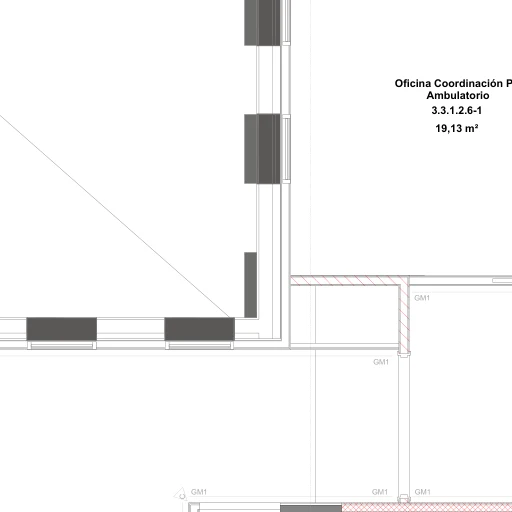 Oficina Coordinación P
Ambulatorio
3.3.1.2.6-1
19,13 m²
GM1
GM1
GM1
GM1
GM1